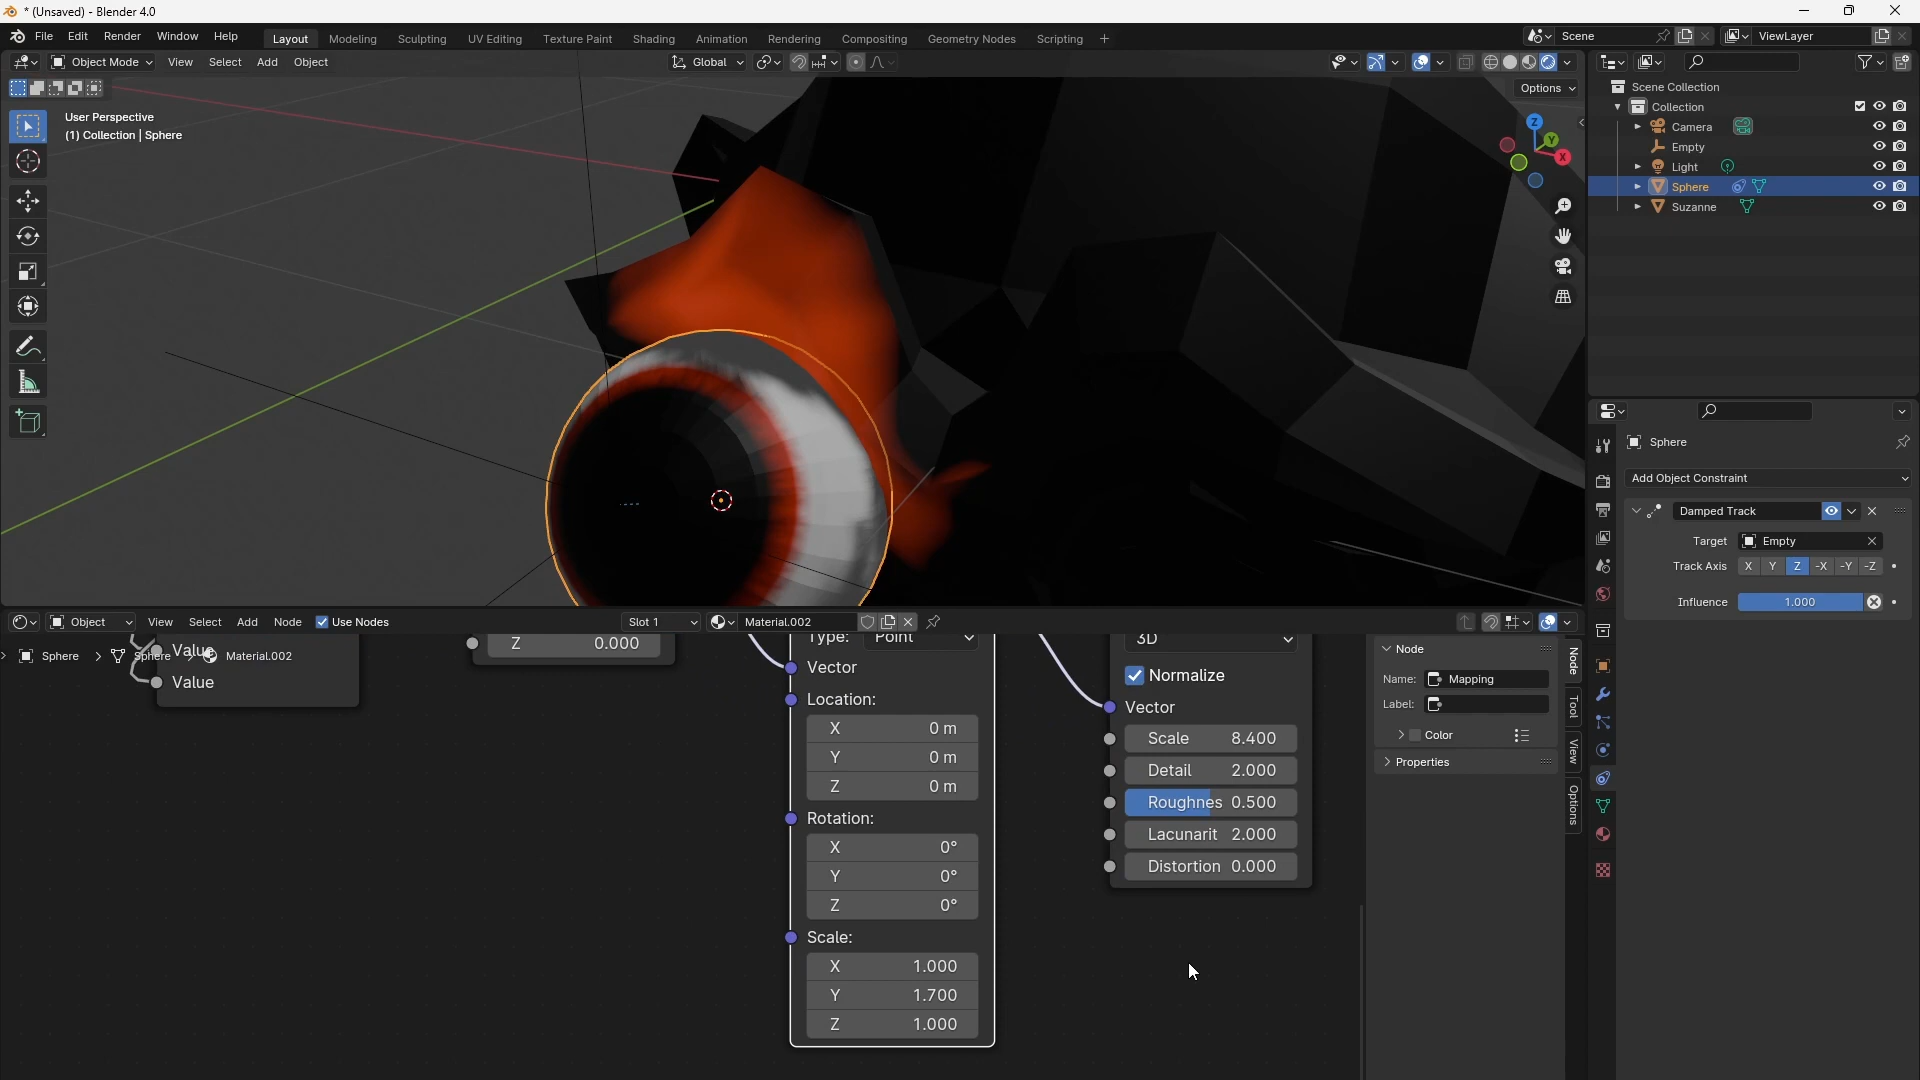 * (Unsaved) - Blender 4.0
File Edit Render Window Help
Layout Modeling Sculpting UV Editing Texture Paint Shading Animation Rendering Compositing Geometry Nodes Scripting +
Scene
ViewLayer
Object Mode View Select Add Object
Global
Options
User Perspective
(1) Collection | Sphere
Z
Y
X
Scene Collection
Collection
Camera
Empty
Light
Sphere
Suzanne
Sphere
Add Object Constraint
Damped Track
Target Empty
Track Axis X Y Z -X -Y -Z
Influence 1.000
Object View Select Add Node Use Nodes Slot 1 Material.002
Sphere Sphere Material.002
Value
Value
Z 0.000
Type: Point
Vector
Location:
X 0 m
Y 0 m
Z 0 m
Rotation:
X 0°
Y 0°
Z 0°
Scale:
X 1.000
Y 1.700
Z 1.000
3D
Normalize
Vector
Scale 8.400
Detail 2.000
Roughnes 0.500
Lacunarit 2.000
Distortion 0.000
Node
Name: Mapping
Label:
Color
Properties
Node
Tool
View
Options